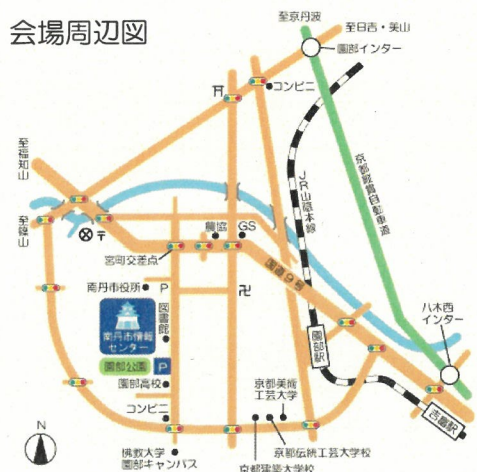 会場周辺図
至京丹波
至日吉・美山
園部インター
コンビニ
至福知山
京都縦貫自動車道
JR山陰本線
至篠山
〒
農協
GS
宮町交差点
国道9号
南丹市役所
P
図書館
南丹市情報
センター
園部公園
P
園部高校
コンビニ
園部駅
八木西
インター
吉富駅
京都美術
工芸大学
京都伝統工芸大学校
京都建築大学校
佛教大学
園部キャンパス
N